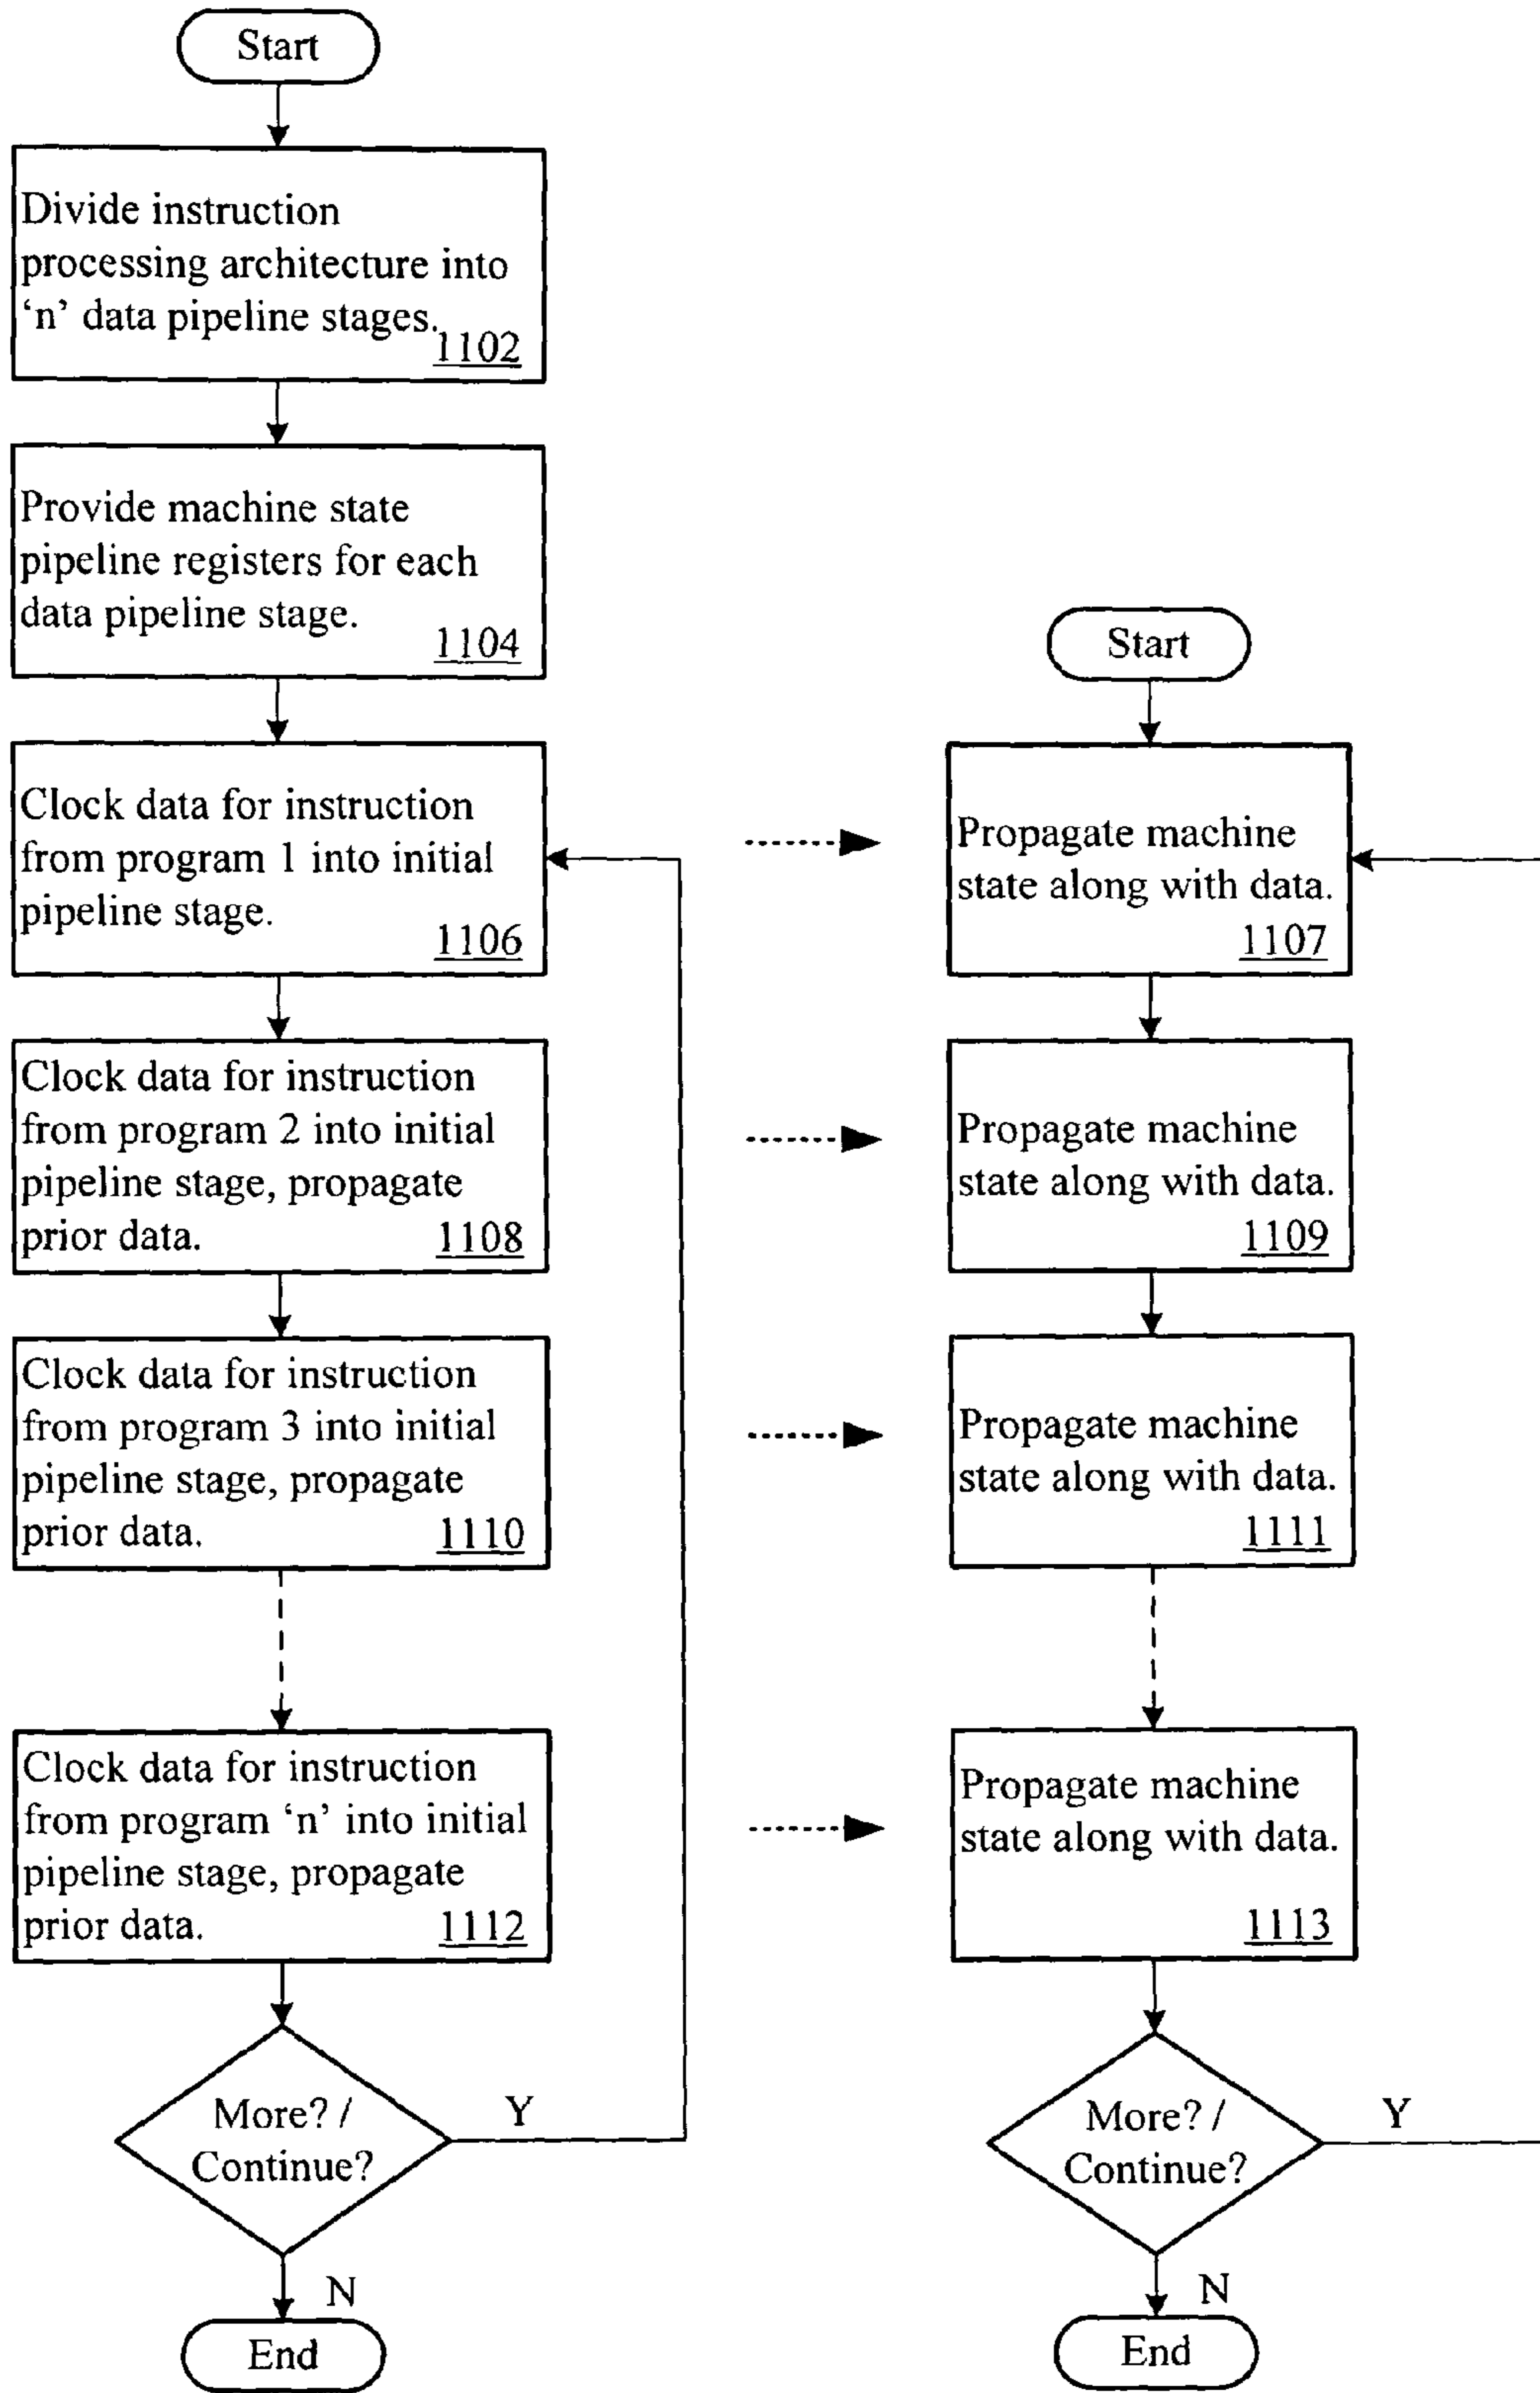 Start
Divide instruction
processing architecture into
‘n’ data pipeline stages.
1102
Provide machine state
pipeline registers for each
data pipeline stage.
1104
Clock data for instruction
from program 1 into initial
pipeline stage.
1106
Clock data for instruction
from program 2 into initial
pipeline stage, propagate
prior data.
1108
Clock data for instruction
from program 3 into initial
pipeline stage, propagate
prior data.
1110
Clock data for instruction
from program ‘n’ into initial
pipeline stage, propagate
prior data.
1112
More? /
Continue?
Y
N
End
Start
Propagate machine
state along with data.
1107
Propagate machine
state along with data.
1109
Propagate machine
state along with data.
1111
Propagate machine
state along with data.
1113
More? /
Continue?
Y
N
End